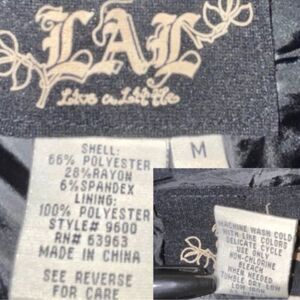 LAL
Live a Little
M
SHELL:
66% POLYESTER
28%RAYON
6%SPANDEX
LINING:
100% POLYESTER
STYLE# 9600
RN# 63963
MADE IN CHINA
SEE REVERSE
FOR CARE
MACHINE WASH COLD
WITH LIKE COLORS
DELICATE CYCLE
USE ONLY
NON-CHLORINE
BLEACH
WHEN NEEDED
TUMBLE DRY LOW
LOW IRON